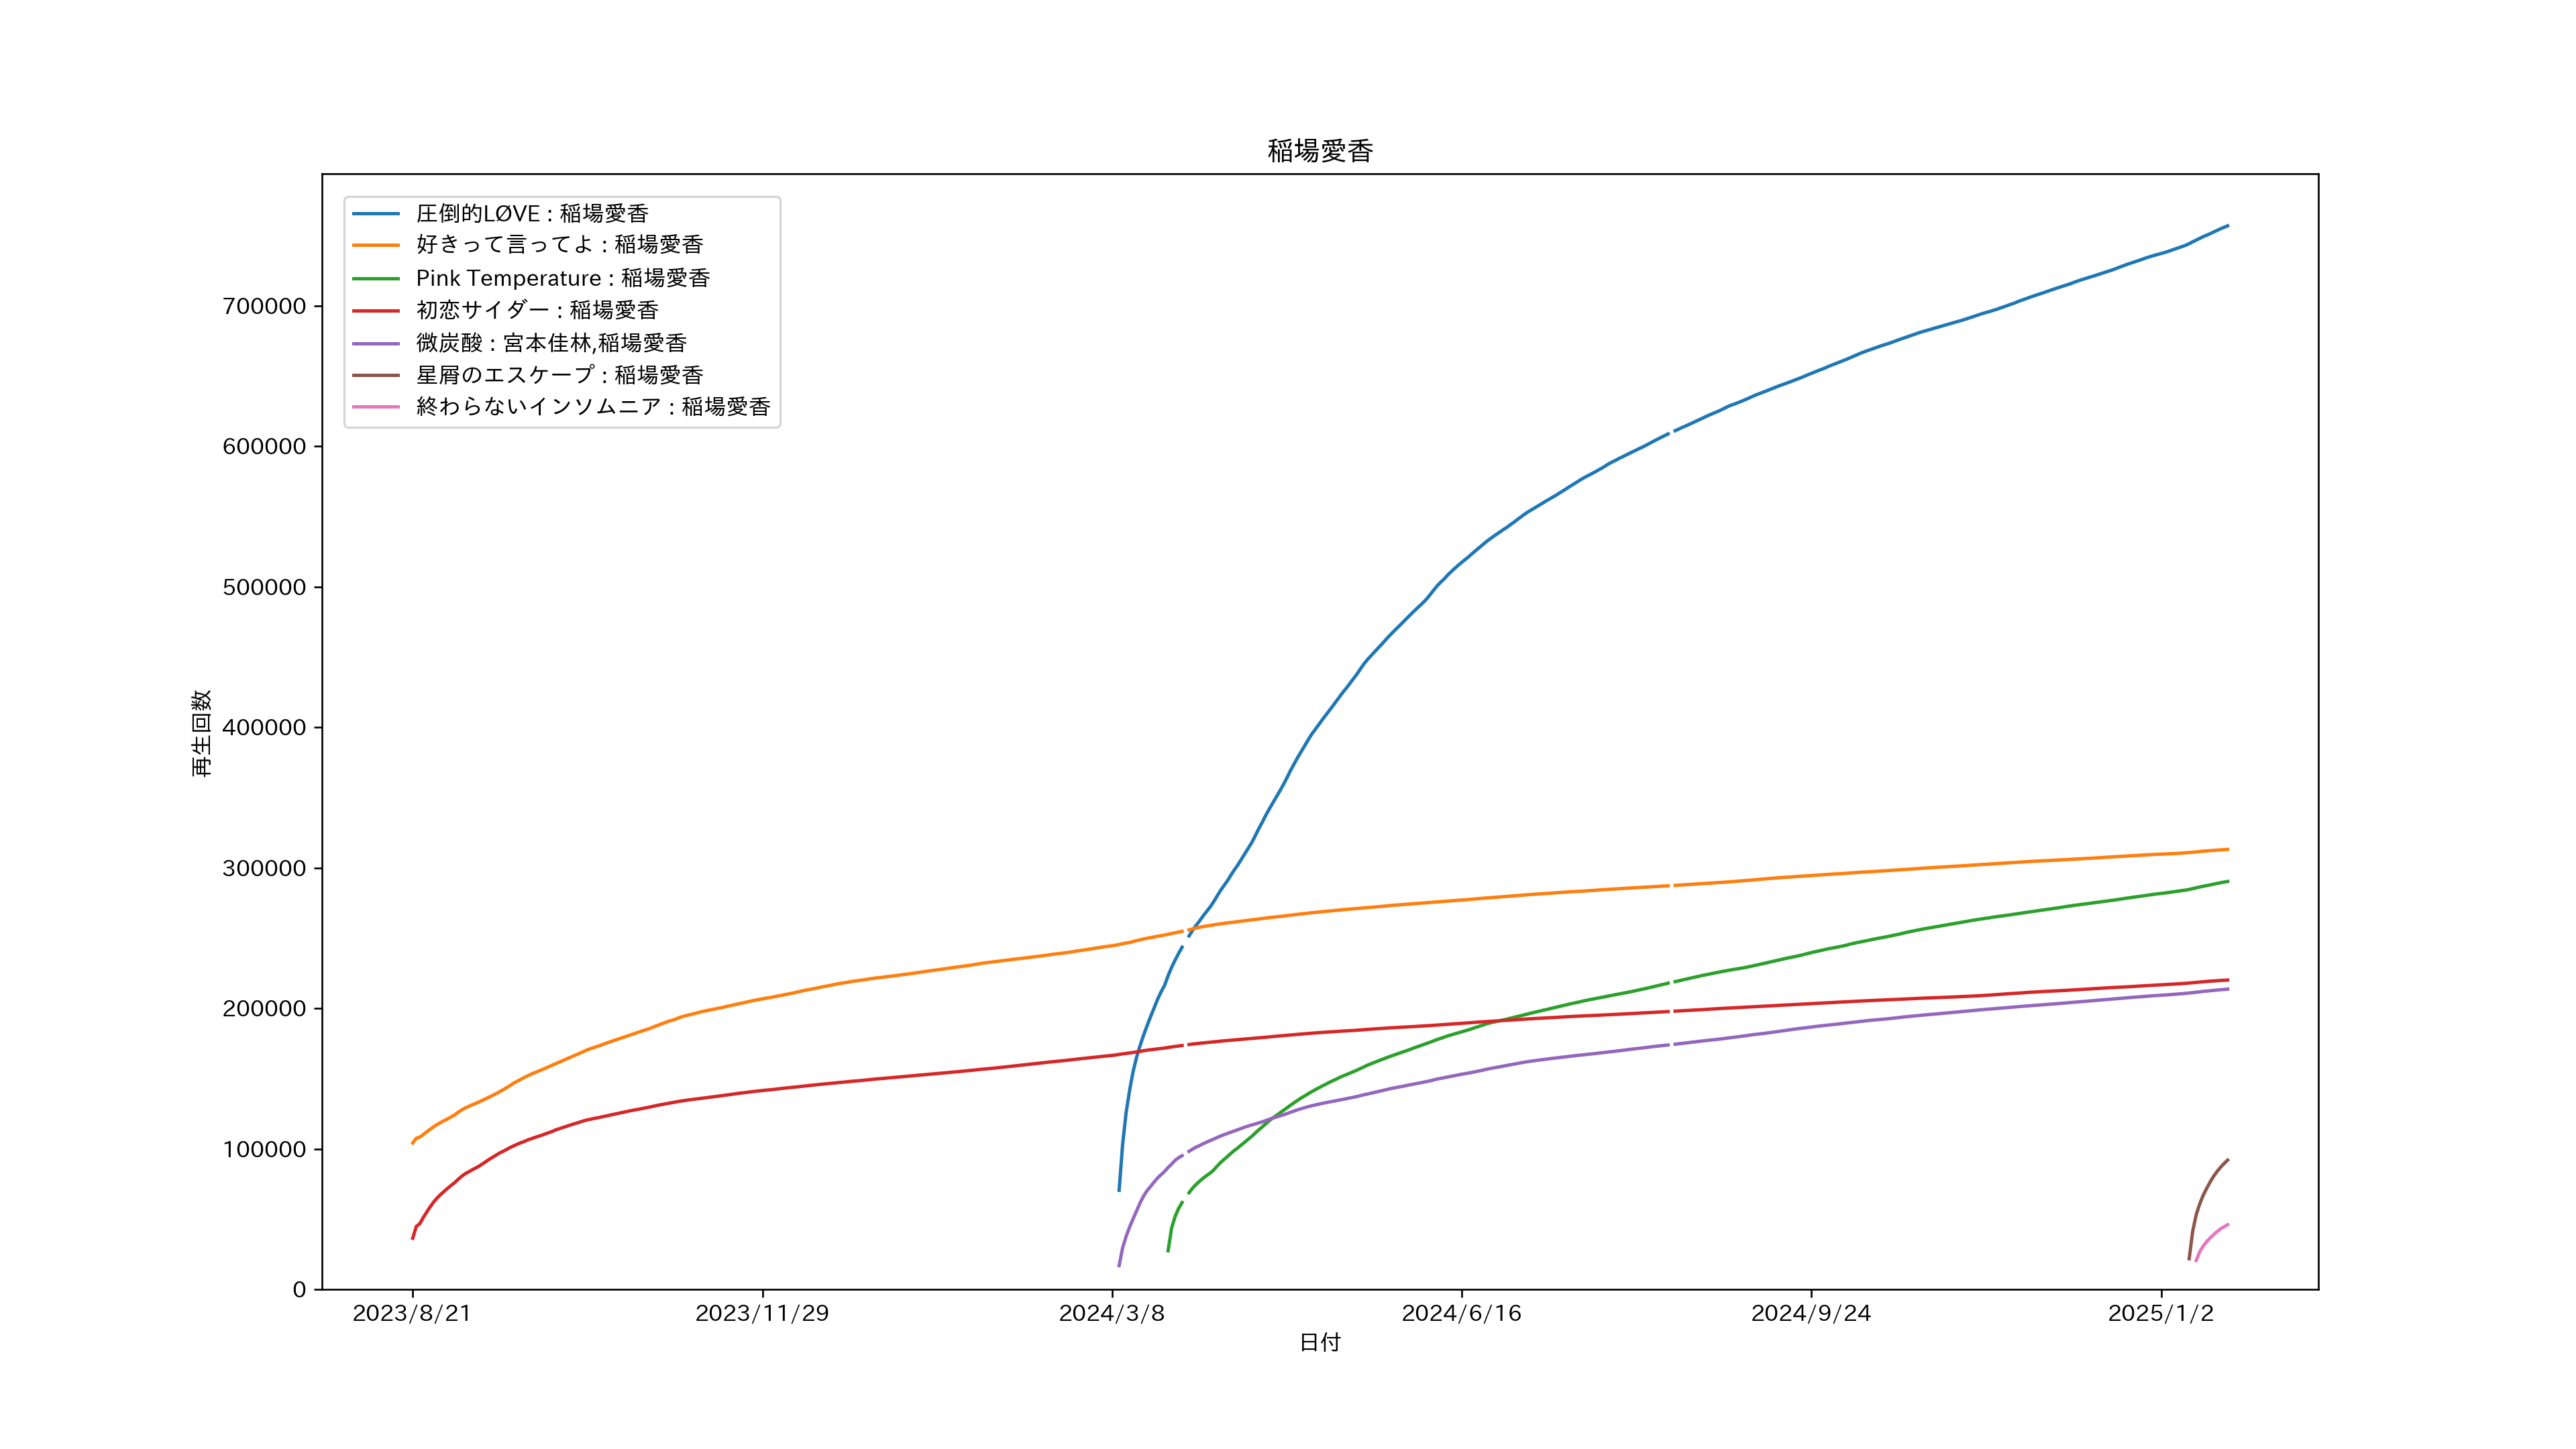 稲場愛香
圧倒的LØVE : 稲場愛香
好きって言ってよ : 稲場愛香
Pink Temperature : 稲場愛香
初恋サイダー : 稲場愛香
微炭酸 : 宮本佳林,稲場愛香
星屑のエスケープ : 稲場愛香
終わらないインソムニア : 稲場愛香
再生回数
700000
600000
500000
400000
300000
200000
100000
0
2023/8/21
2023/11/29
2024/3/8
2024/6/16
2024/9/24
2025/1/2
日付